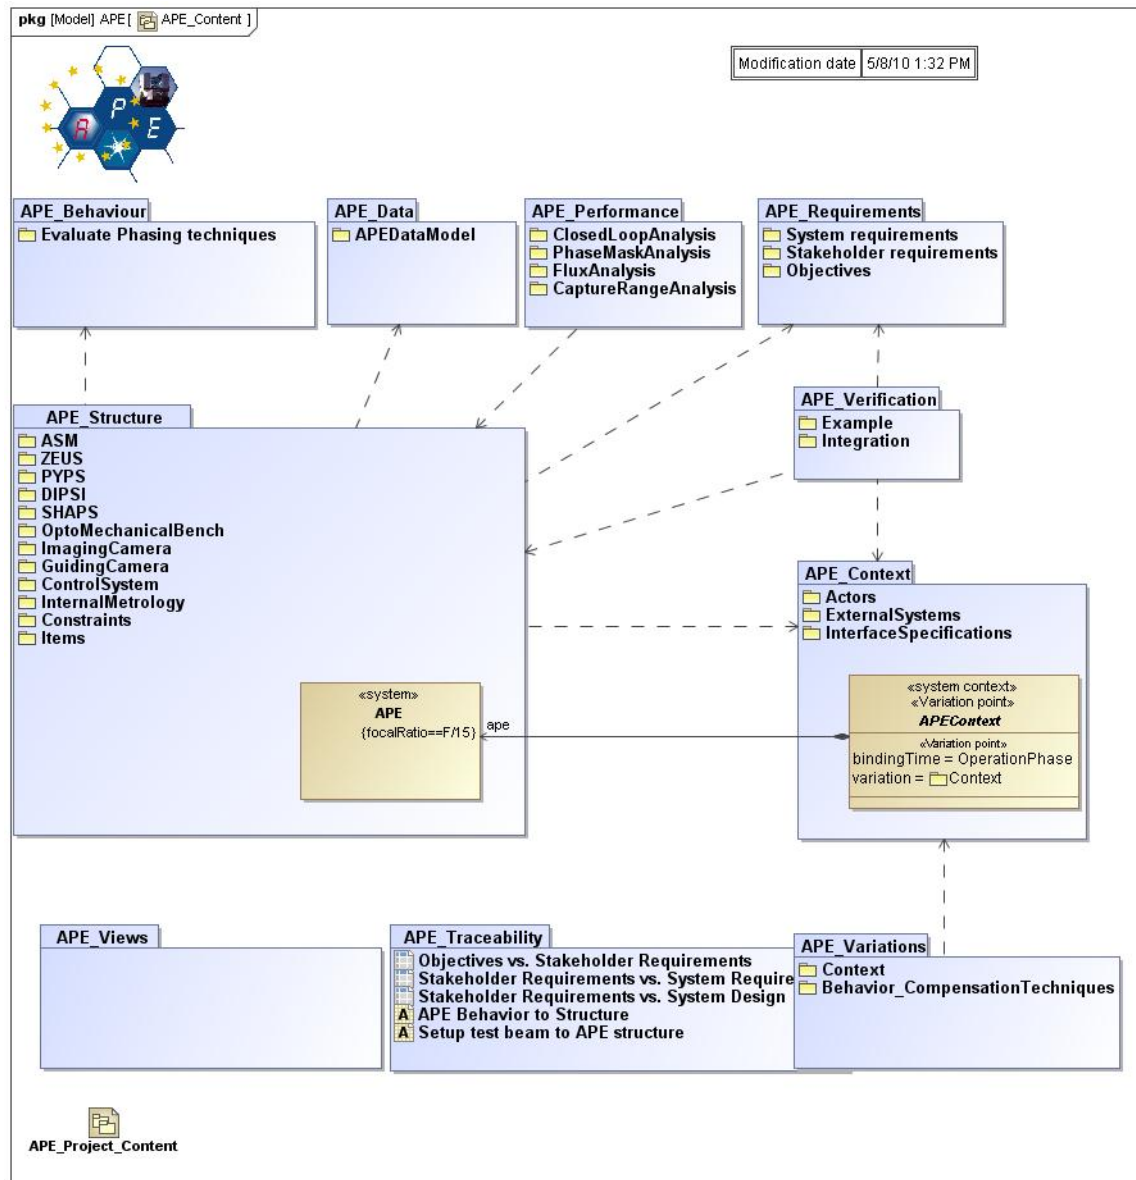 pkg [Model] APE [ APE_Content ]
Modification date 5/8/10 1:32 PM
A P E
APE_Behaviour
Evaluate Phasing techniques
APE_Data
APEDataModel
APE_Performance
ClosedLoopAnalysis
PhaseMaskAnalysis
FluxAnalysis
CaptureRangeAnalysis
APE_Requirements
System requirements
Stakeholder requirements
Objectives
APE_Verification
Example
Integration
APE_Structure
ASM
ZEUS
PYPS
DIPSI
SHAPS
OptoMechanicalBench
ImagingCamera
GuidingCamera
ControlSystem
InternalMetrology
Constraints
Items
«system»
APE
{focalRatio==F/15}
ape
APE_Context
Actors
ExternalSystems
InterfaceSpecifications
«system context»
«Variation point»
APEContext
«Variation point»
bindingTime = OperationPhase
variation = Context
APE_Views
APE_Traceability
Objectives vs. Stakeholder Requirements
Stakeholder Requirements vs. System Require
Stakeholder Requirements vs. System Design
A APE Behavior to Structure
A Setup test beam to APE structure
APE_Variations
Context
Behavior_CompensationTechniques
APE_Project_Content